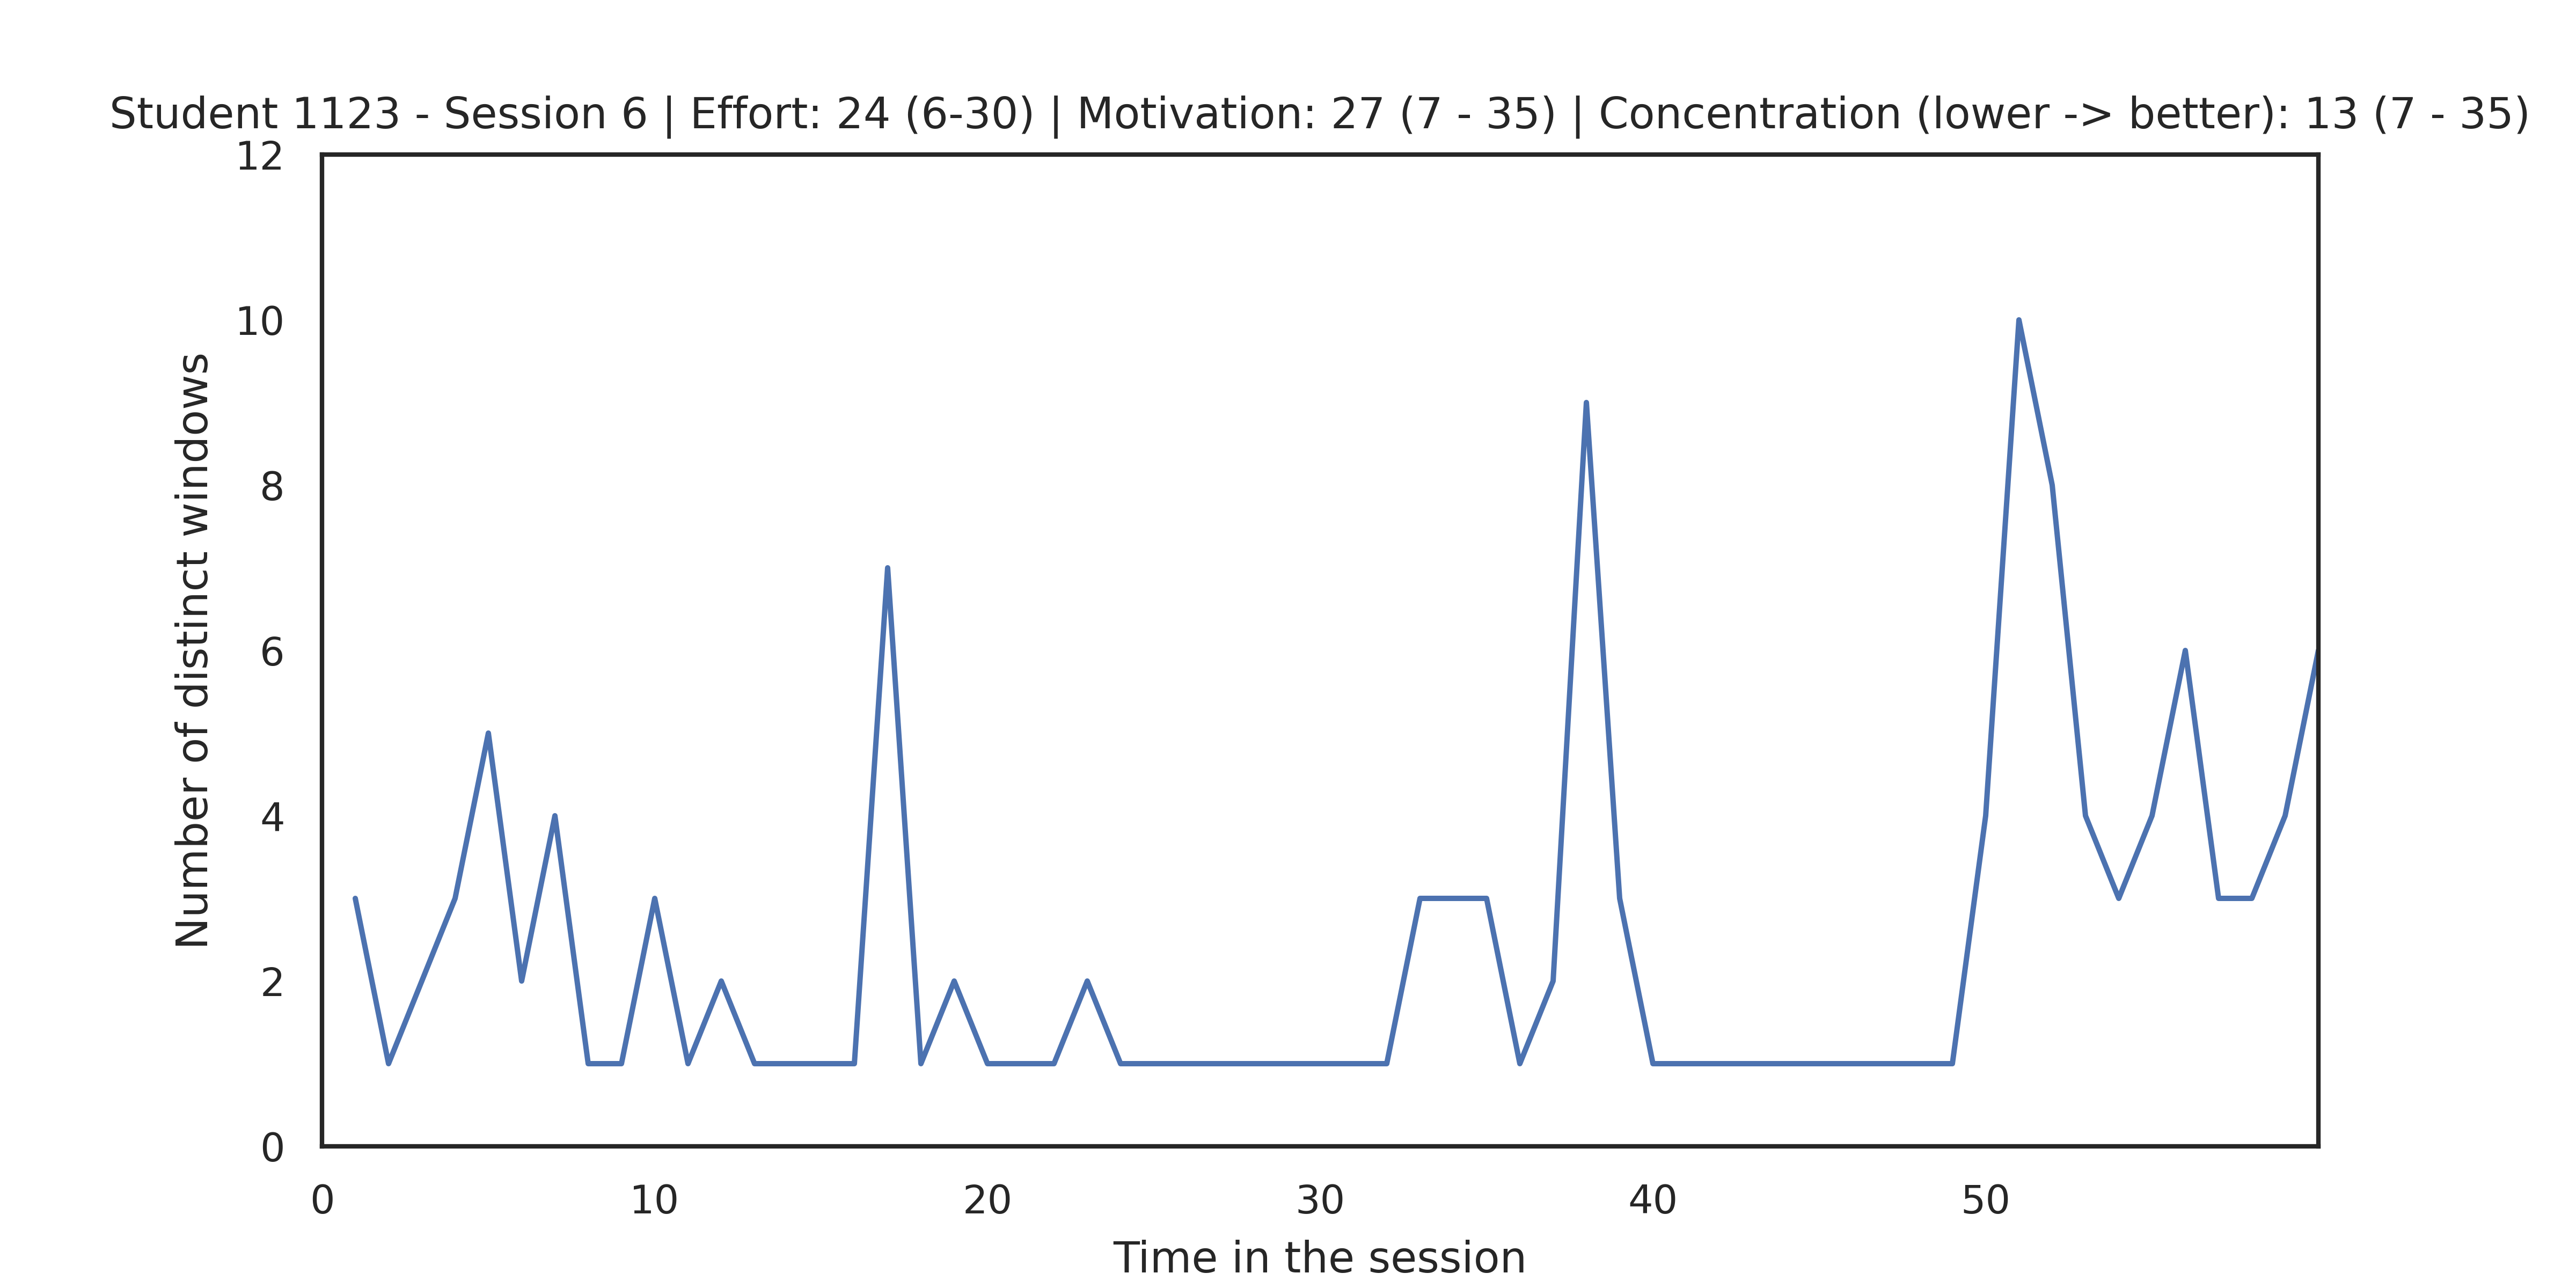 Student 1123 - Session 6 | Effort: 24 (6-30) | Motivation: 27 (7 - 35) | Concentration (lower -> better): 13 (7 - 35)
12
10
8
6
4
2
0
Number of distinct windows
0 10 20 30 40 50
Time in the session